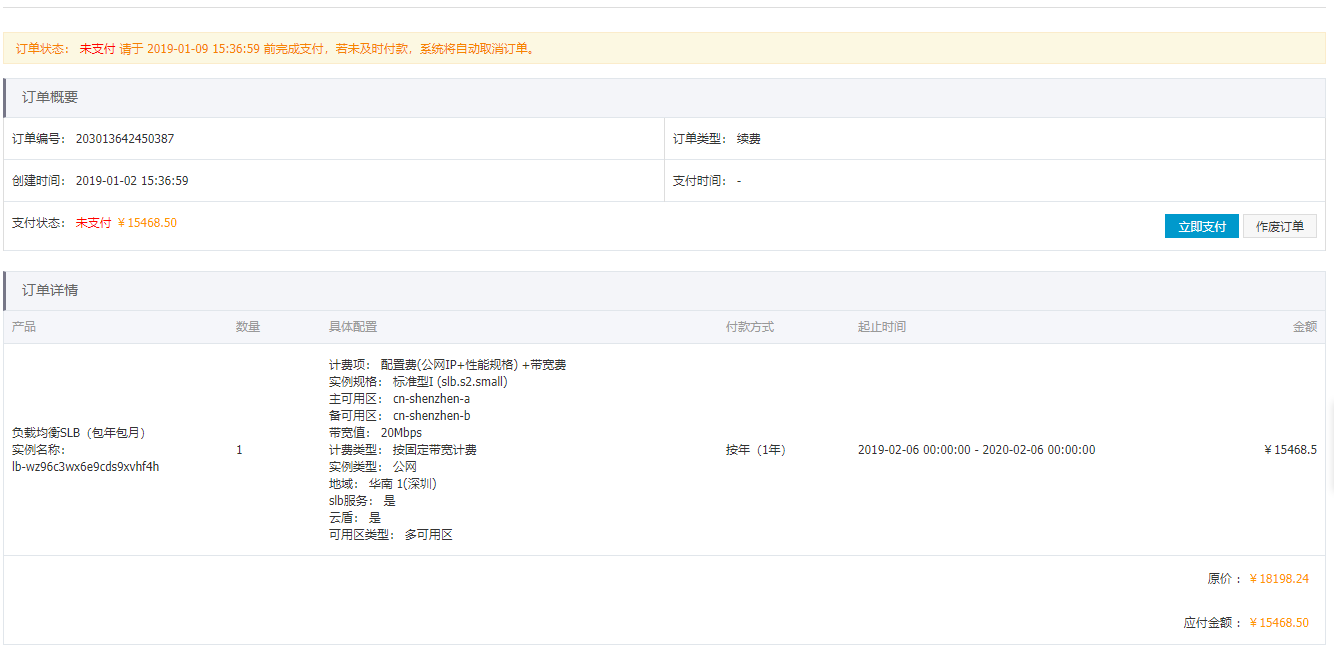 订单状态： 未支付 请于 2019-01-09 15:36:59 前完成支付，若未及时付款，系统将自动取消订单。
订单概要
订单编号： 203013642450387 订单类型： 续费
创建时间： 2019-01-02 15:36:59 支付时间： -
支付状态： 未支付 ￥15468.50 立即支付 作废订单
订单详情
产品 数量 具体配置 付款方式 起止时间 金额
计费项： 配置费(公网IP+性能规格) +带宽费
实例规格： 标准型I (slb.s2.small)
主可用区： cn-shenzhen-a
备可用区： cn-shenzhen-b
负载均衡SLB（包年包月） 带宽值： 20Mbps
实例名称： 1 计费类型： 按固定带宽计费 按年（1年） 2019-02-06 00:00:00 - 2020-02-06 00:00:00 ￥15468.5
lb-wz96c3wx6e9cds9xvhf4h 实例类型： 公网
地域： 华南 1(深圳)
slb服务： 是
云盾： 是
可用区类型： 多可用区
原价 ： ￥18198.24
应付金额 ： ￥15468.50